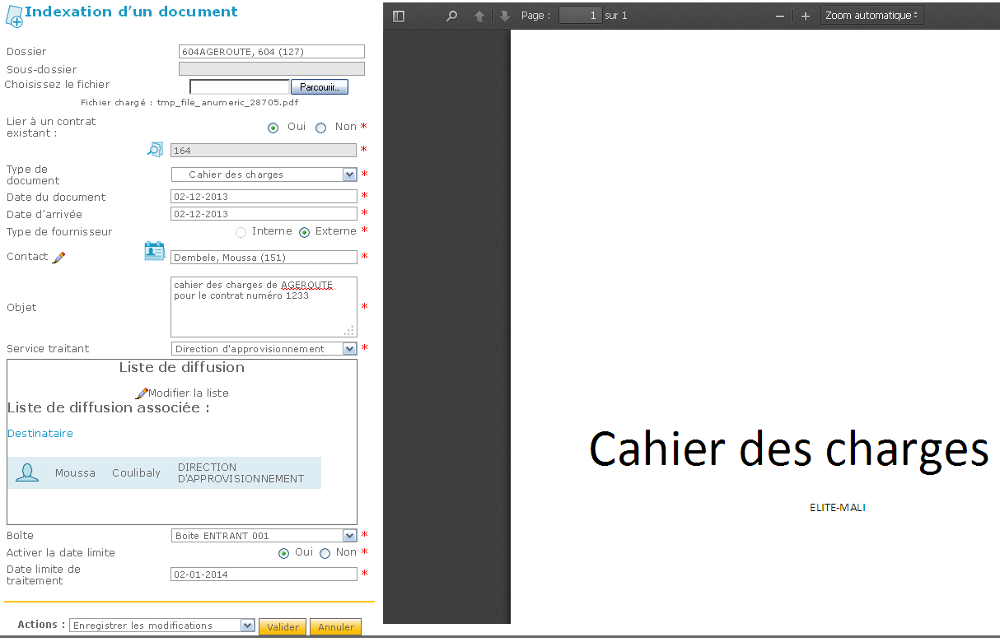 Indexation d'un document
Dossier 604AGEROUTE, 604 (127)
Sous-dossier
Choisissez le fichier Parcourir...
Fichier chargé : tmp_file_anumeric_28705.pdf
Lier à un contrat
existant :
Oui Non *
164 *
Type de
document
Cahier des charges *
Date du document 02-12-2013 *
Date d'arrivée 02-12-2013 *
Type de fournisseur Interne Externe *
Contact Dembele, Moussa (151) *
Objet
cahier des charges de AGEROUTE
pour le contrat numéro 1233
*
Service traitant Direction d'approvisionnement *
Liste de diffusion
Modifier la liste
Liste de diffusion associée :
Destinataire
Moussa Coulibaly DIRECTION
D'APPROVISIONNEMENT
Boîte Boite ENTRANT 001 *
Activer la date limite Oui Non *
Date limite de
traitement
02-01-2014 *
Actions : Enregistrer les modifications Valider Annuler
Page : 1 sur 1 Zoom automatique
Cahier des charges
ELITE-MALI